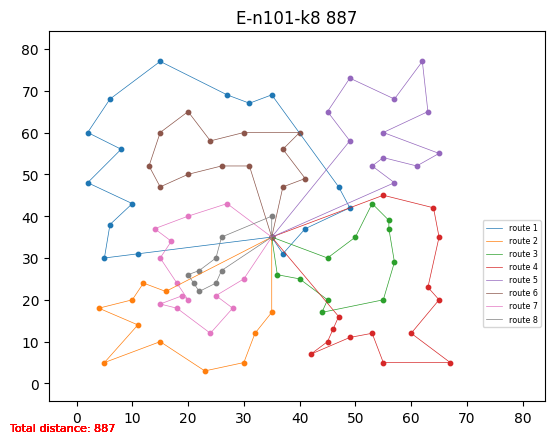 E-n101-k8 887
80
70
60
50
40
30
20
10
0
0 10 20 30 40 50 60 70 80
route 1
route 2
route 3
route 4
route 5
route 6
route 7
route 8
Total distance: 887